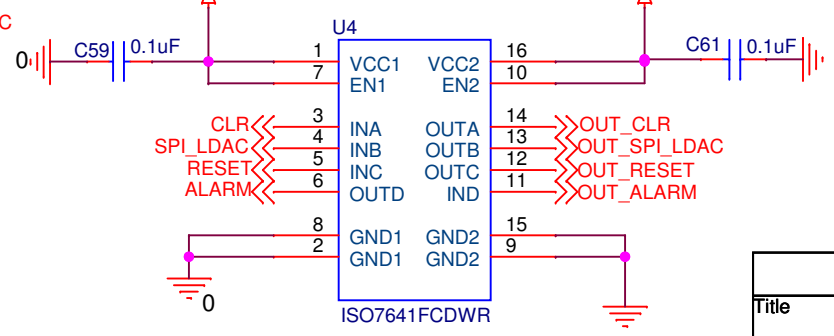 C
U4
C59 0.1uF
C61 0.1uF
0
1 VCC1 VCC2 16
7 EN1 EN2 10
CLR 3 INA OUTA 14 OUT_CLR
SPI_LDAC 4 INB OUTB 13 OUT_SPI_LDAC
RESET 5 INC OUTC 12 OUT_RESET
ALARM 6 OUTD IND 11 OUT_ALARM
8 GND1 GND2 15
2 GND1 GND2 9
0
ISO7641FCDWR
Title